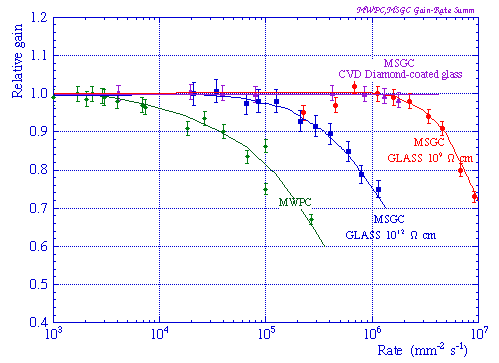 MWPC,MSGC Gain-Rate Summ
Relative gain
1.2
1.1
1.0
0.9
0.8
0.7
0.6
0.5
0.4
MSGC
CVD Diamond-coated glass
MSGC
GLASS 10⁹ Ω cm
MWPC
MSGC
GLASS 10¹² Ω cm
10³ 10⁴ 10⁵ 10⁶ 10⁷
Rate (mm⁻² s⁻¹)